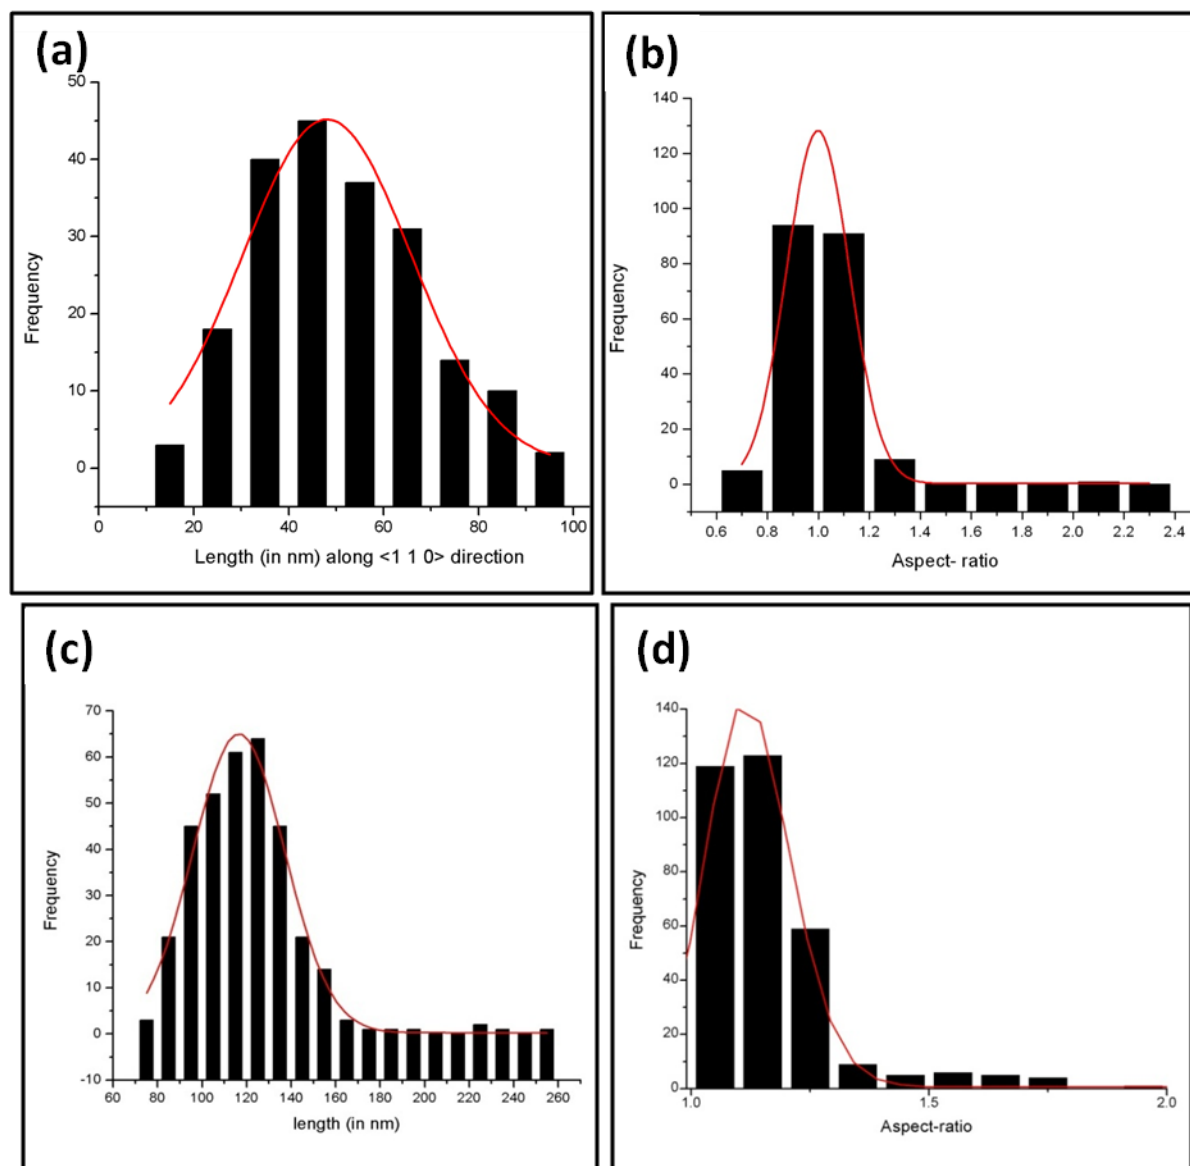 (a)
50
40
30
20
10
0
Frequency
0 20 40 60 80 100
Length (in nm) along <1 1 0> direction
(b)
140
120
100
80
60
40
20
0
Frequency
0.6 0.8 1.0 1.2 1.4 1.6 1.8 2.0 2.2 2.4
Aspect- ratio
(c)
70
60
50
40
30
20
10
0
-10
Frequency
60 80 100 120 140 160 180 200 220 240 260
length (in nm)
(d)
140
120
100
80
60
40
20
0
Frequency
1.0 1.5 2.0
Aspect-ratio